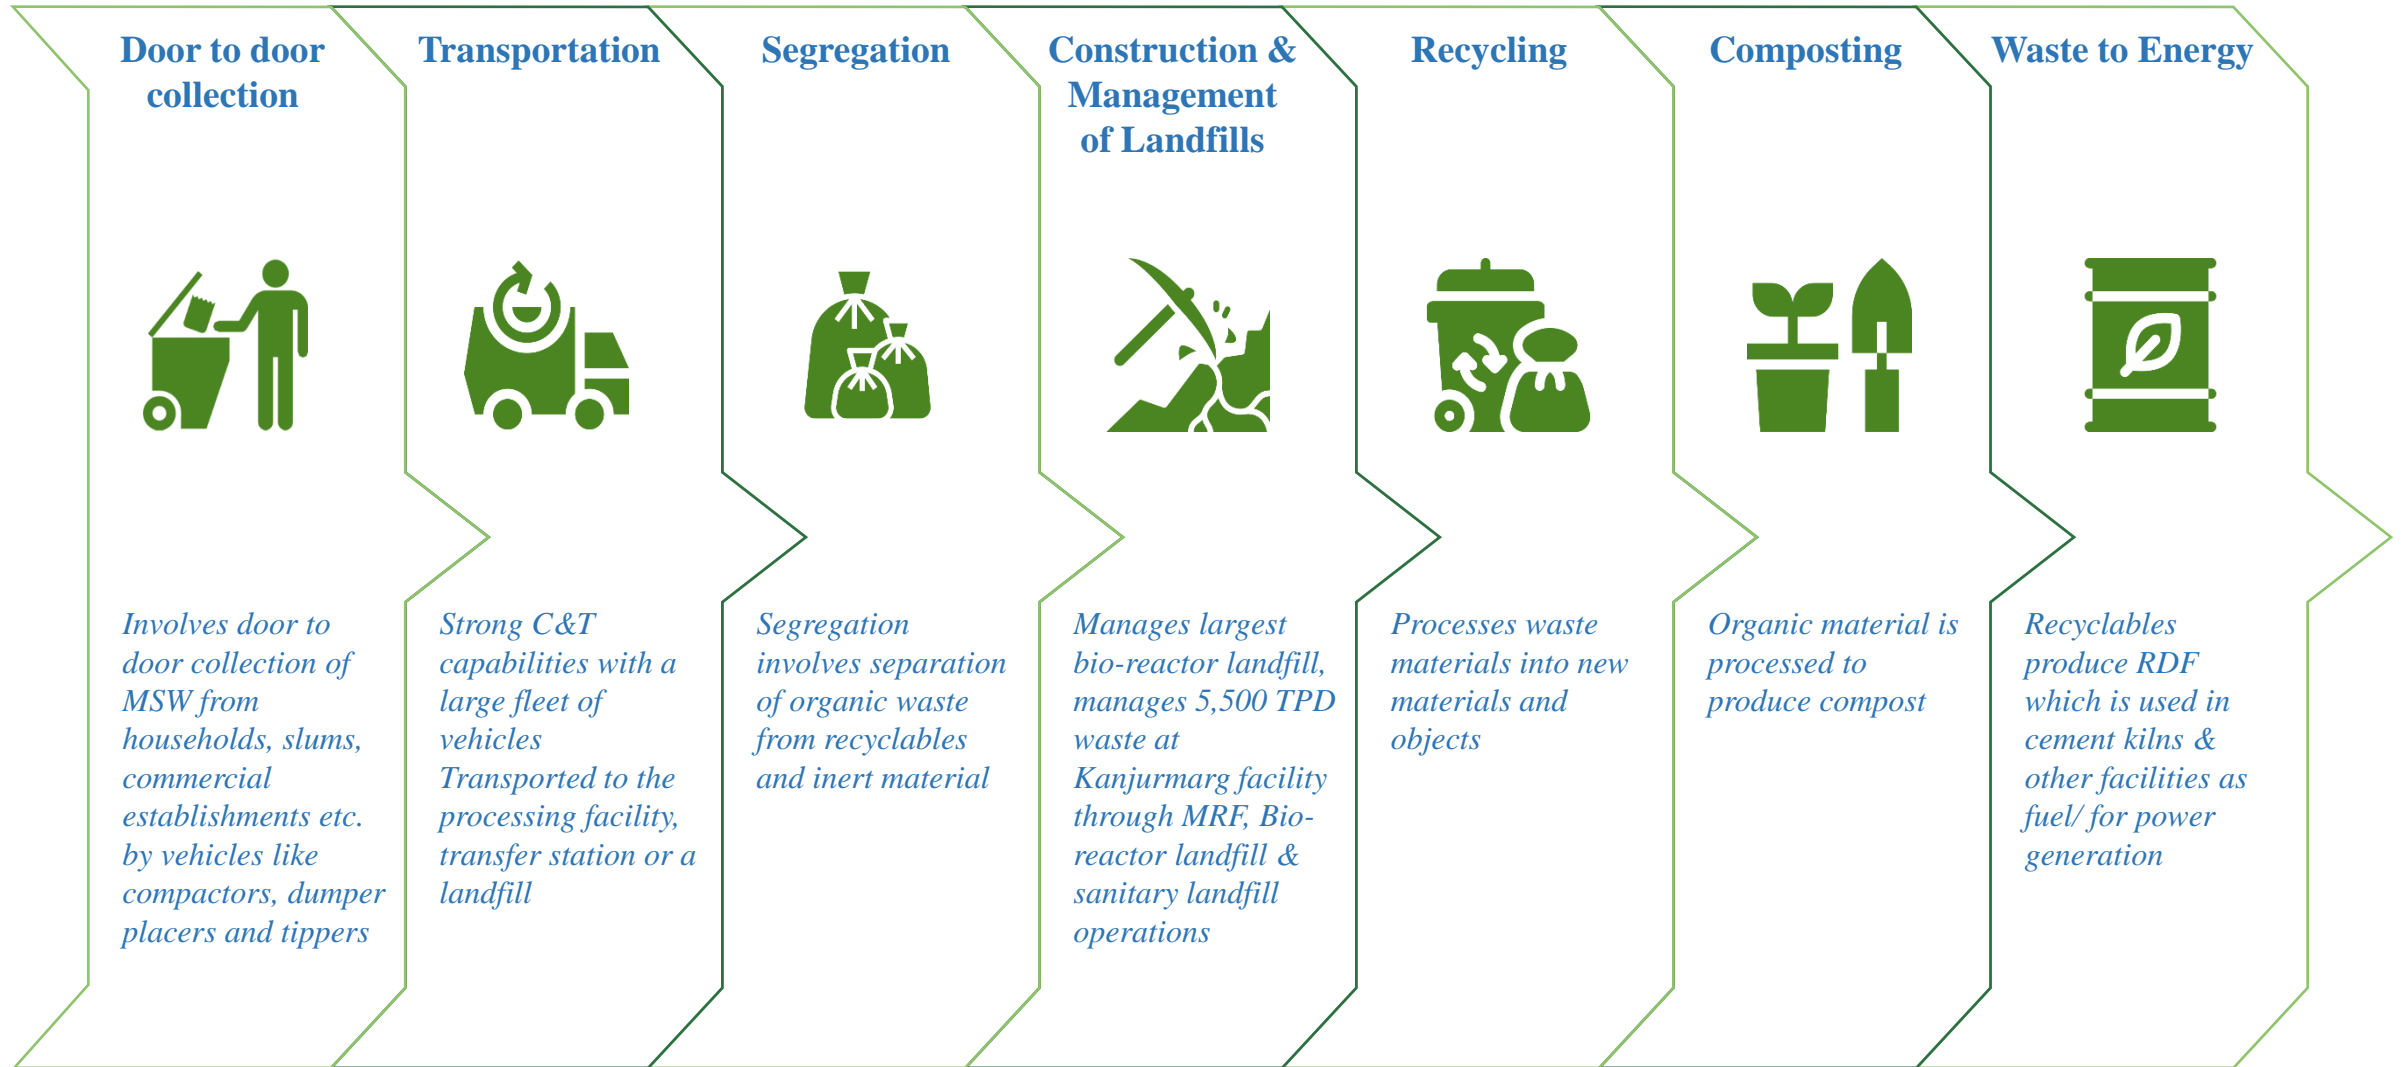 Door to door
collection
Involves door to
door collection of
MSW from
households, slums,
commercial
establishments etc.
by vehicles like
compactors, dumper
placers and tippers
Transportation
Strong C&T
capabilities with a
large fleet of
vehicles
Transported to the
processing facility,
transfer station or a
landfill
Segregation
Segregation
involves separation
of organic waste
from recyclables
and inert material
Construction &
Management
of Landfills
Manages largest
bio-reactor landfill,
manages 5,500 TPD
waste at
Kanjurmarg facility
through MRF, Bio-
reactor landfill &
sanitary landfill
operations
Recycling
Processes waste
materials into new
materials and
objects
Composting
Organic material is
processed to
produce compost
Waste to Energy
Recyclables
produce RDF
which is used in
cement kilns &
other facilities as
fuel/ for power
generation